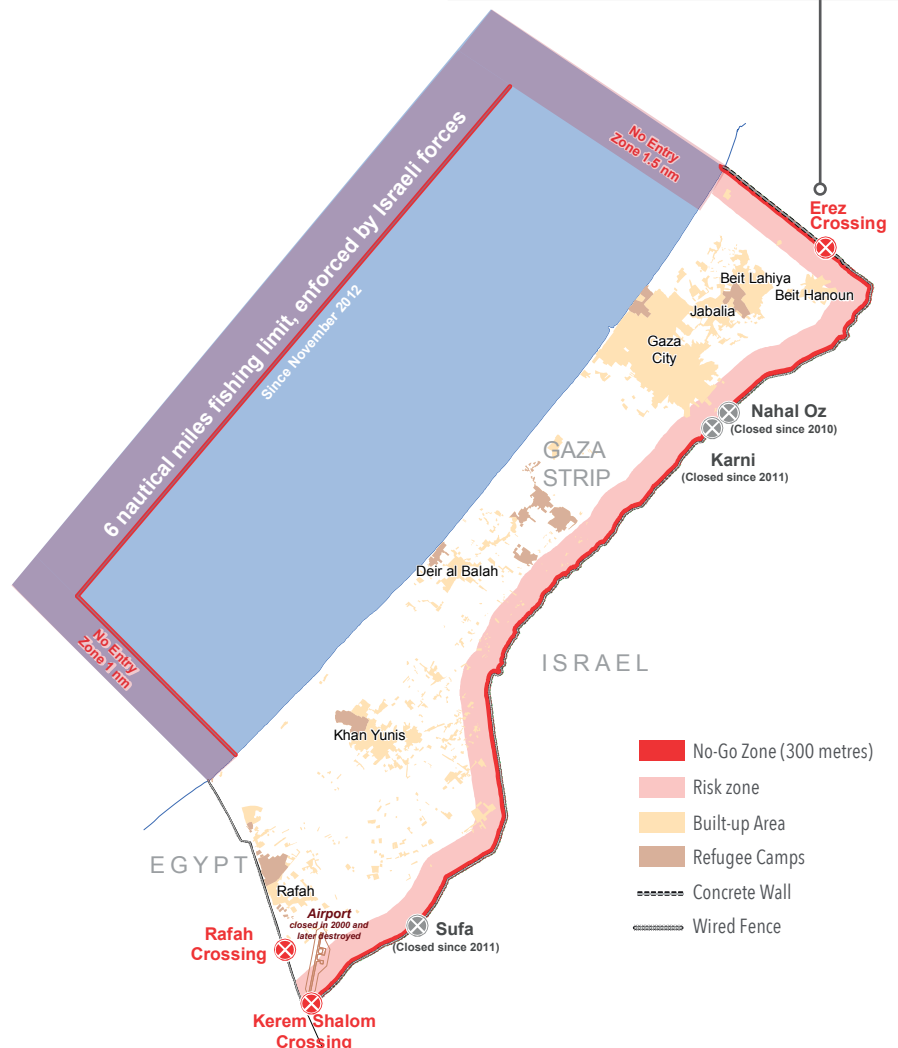 6 nautical miles fishing limit, enforced by Israeli forces
Since November 2012
No Entry
Zone 1.5 nm
Erez
Crossing
Beit Lahiya
Beit Hanoun
Jabalia
Gaza
City
Nahal Oz
(Closed since 2010)
Karni
(Closed since 2011)
GAZA
STRIP
Deir al Balah
No Entry
Zone 1 nm
ISRAEL
Khan Yunis
No-Go Zone (300 metres)
Risk zone
Built-up Area
Refugee Camps
Concrete Wall
Wired Fence
EGYPT
Rafah
Airport
closed in 2000 and
later destroyed
Rafah
Crossing
Sufa
(Closed since 2011)
Kerem Shalom
Crossing